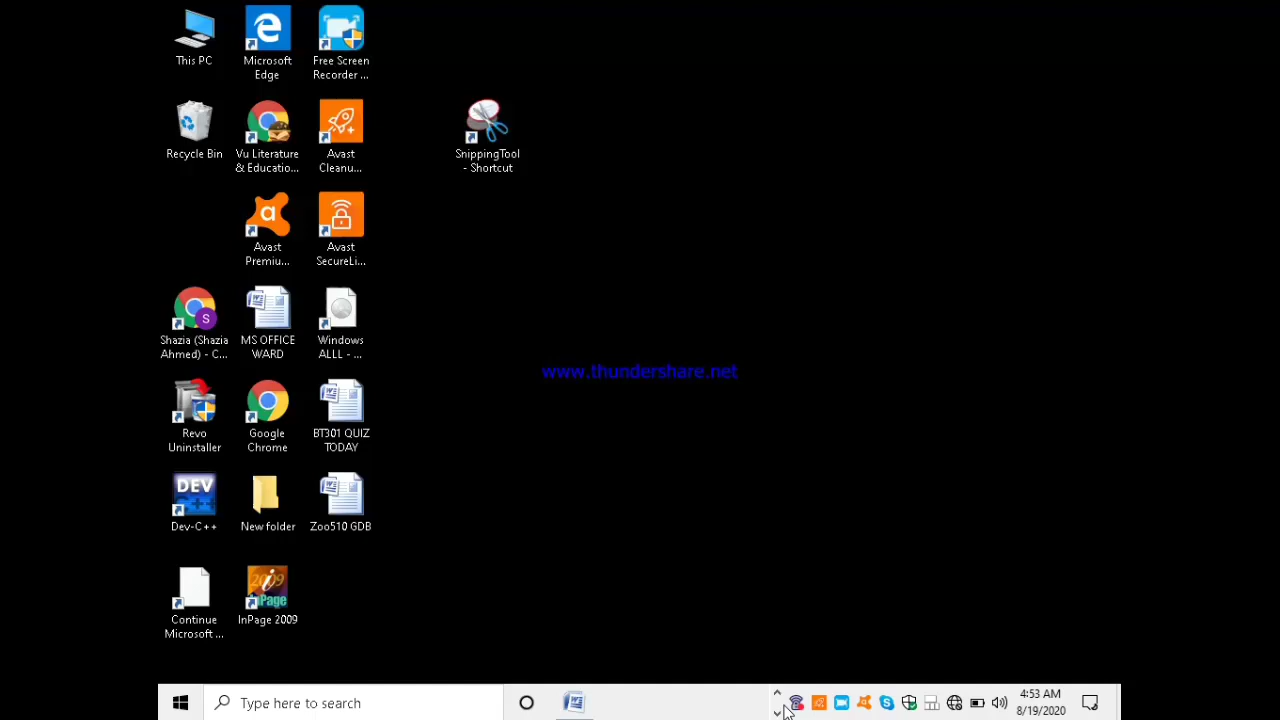 This PC
Microsoft
Edge
Free Screen
Recorder ...
Recycle Bin
Vu Literature
& Educatio...
Avast
Cleanu...
SnippingTool
- Shortcut
a
Avast
Premiu...
Avast
SecureLi...
S
Shazia (Shazia
Ahmed) - C...
MS OFFICE
WARD
Windows
ALLL - ...
www.thundershare.net
Revo
Uninstaller
Google
Chrome
BT301 QUIZ
TODAY
DEV
Dev-C++
New folder
Zoo510 GDB
2009
InPage
Continue
Microsoft ...
InPage 2009
Type here to search
4:53 AM
8/19/2020